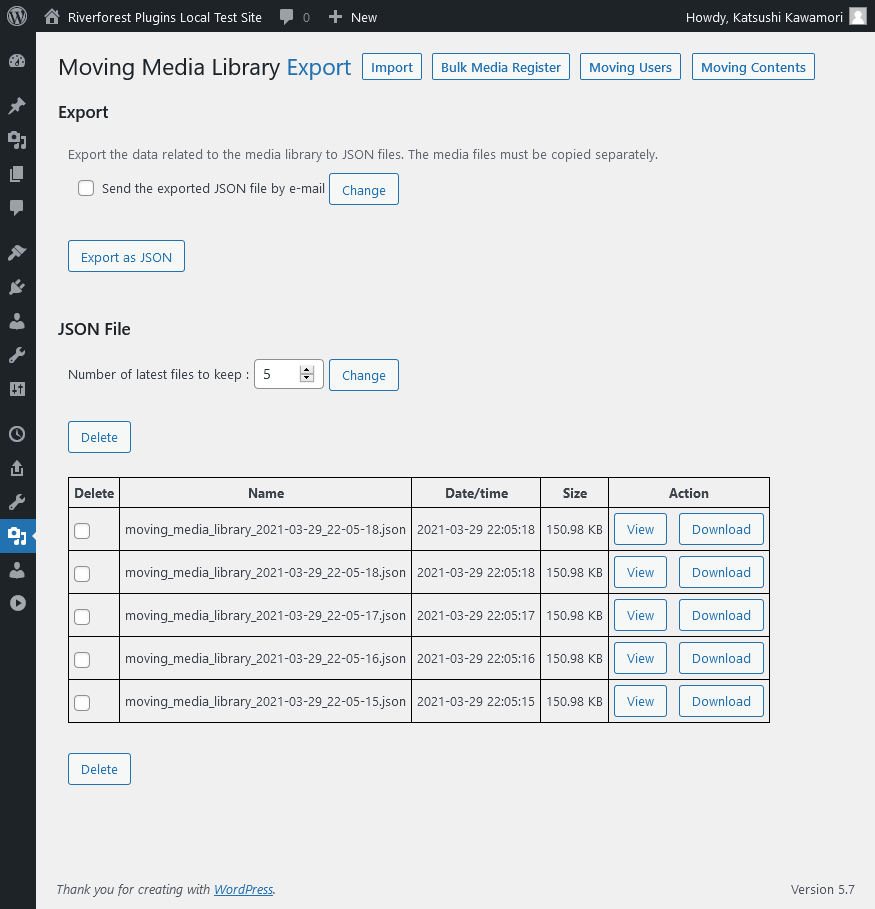 Riverforest Plugins Local Test Site 0 New Howdy, Katsushi Kawamori
Moving Media Library Export Import Bulk Media Register Moving Users Moving Contents
Export
Export the data related to the media library to JSON files. The media files must be copied separately.
Send the exported JSON file by e-mail Change
Export as JSON
JSON File
Number of latest files to keep : 5 Change
Delete
Delete Name Date/time Size Action
moving_media_library_2021-03-29_22-05-18.json 2021-03-29 22:05:18 150.98 KB View Download
moving_media_library_2021-03-29_22-05-18.json 2021-03-29 22:05:18 150.98 KB View Download
moving_media_library_2021-03-29_22-05-17.json 2021-03-29 22:05:17 150.98 KB View Download
moving_media_library_2021-03-29_22-05-16.json 2021-03-29 22:05:16 150.98 KB View Download
moving_media_library_2021-03-29_22-05-15.json 2021-03-29 22:05:15 150.98 KB View Download
Delete
Thank you for creating with WordPress. Version 5.7